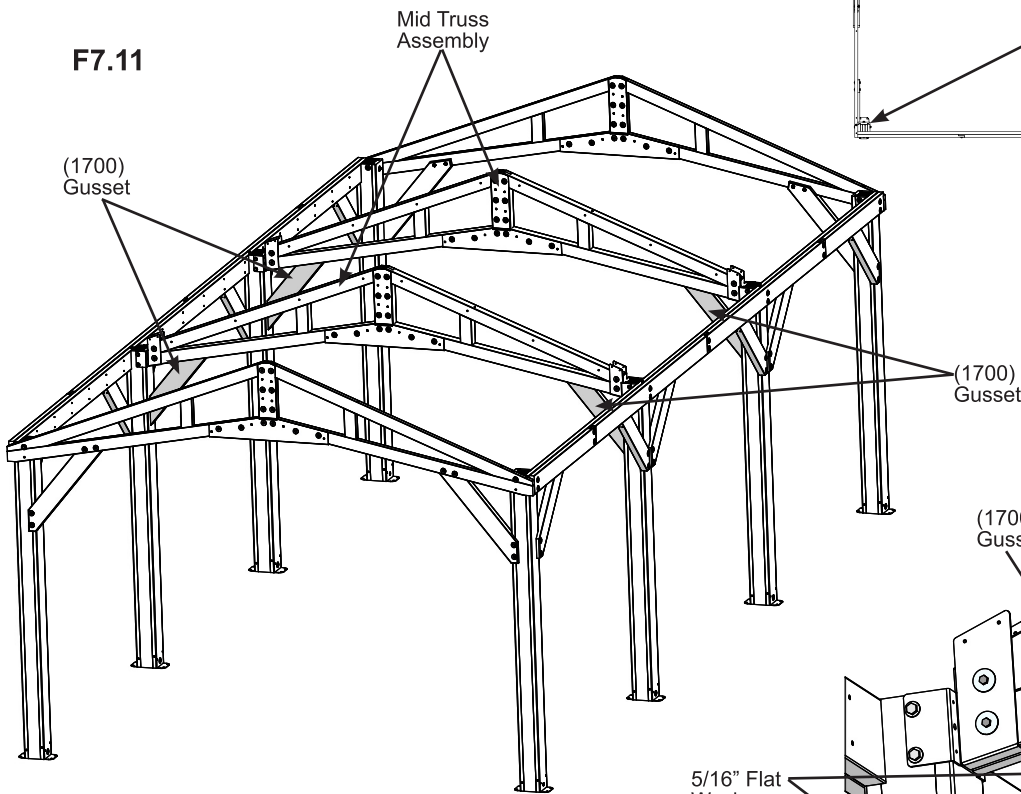 F7.11
Mid Truss
Assembly
(1700)
Gusset
(1700)
Gusset
5/16” Flat